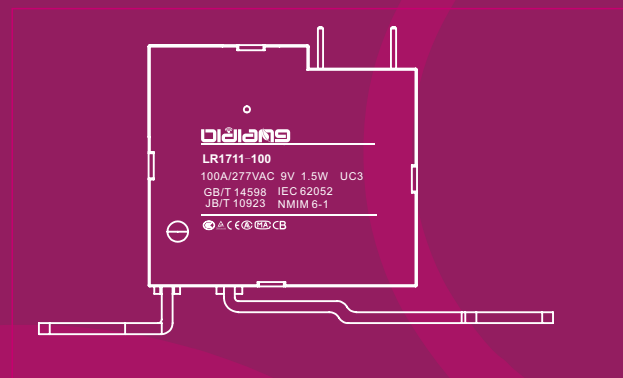 DIDIANG
LR1711-100
100A/277VAC 9V 1.5W UC3
GB/T 14598 IEC 62052
JB/T 10923 NMIM 6-1
CE MA CB